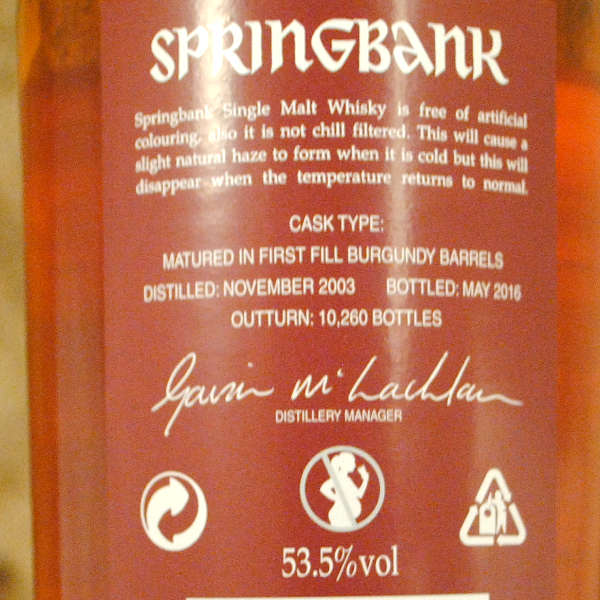 SPRINGBANK
Springbank Single Malt Whisky is free of artificial
colouring, also it is not chill filtered. This will cause a
slight natural haze to form when it is cold but this will
disappear when the temperature returns to normal.
CASK TYPE:
MATURED IN FIRST FILL BURGUNDY BARRELS
DISTILLED: NOVEMBER 2003 BOTTLED: MAY 2016
OUTTURN: 10,260 BOTTLES
Gavin McLachlan
DISTILLERY MANAGER
53.5%vol